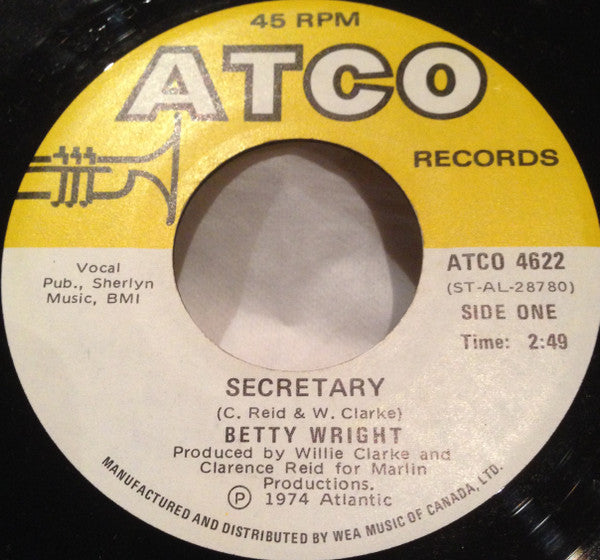 45 RPM
ATCO
RECORDS
Vocal
Pub., Sherlyn
Music, BMI
ATCO 4622
(ST-AL-28780)
SIDE ONE
Time: 2:49
SECRETARY
(C. Reid & W. Clarke)
BETTY WRIGHT
Produced by Willie Clarke and
Clarence Reid for Marlin
Productions.
Ⓟ 1974 Atlantic
MANUFACTURED AND DISTRIBUTED BY WEA MUSIC OF CANADA, LTD.